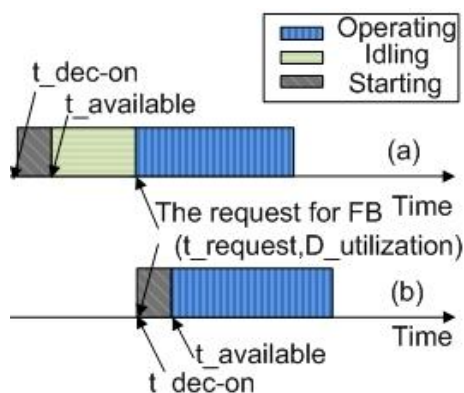 Operating
Idling
Starting
t_dec-on
t_available
(a)
The request for FB
Time
(t_request,D_utilization)
(b)
Time
t_available
t_dec-on